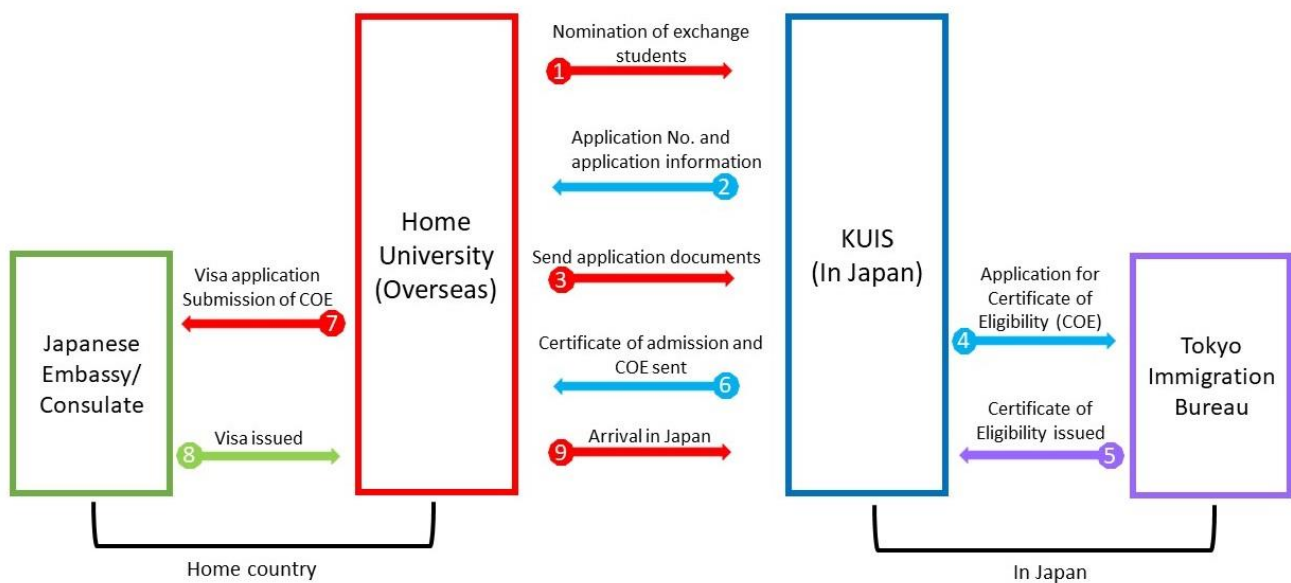 Nomination of exchange
students
1
Application No. and
application information
2
Home
University
(Overseas)
KUIS
(In Japan)
Send application documents
3
Visa application
Submission of COE
7
Application for
Certificate of
Eligibility (COE)
4
Japanese
Embassy/
Consulate
Certificate of admission and
COE sent
6
Tokyo
Immigration
Bureau
Visa issued
8
Arrival in Japan
9
Certificate of
Eligibility issued
5
Home country
In Japan